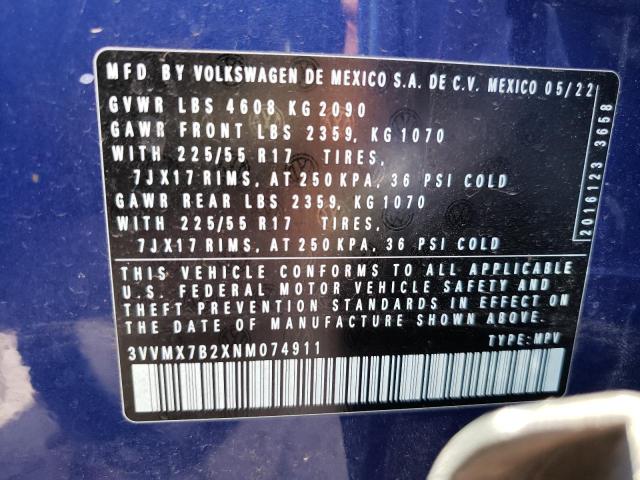 MFD BY VOLKSWAGEN DE MEXICO S.A. DE C.V. MEXICO 05/22
GVWR LBS 4608 KG 2090
GAWR FRONT LBS 2359, KG 1070
WITH 225/55 R17 TIRES,
7JX17 RIMS, AT 250 KPA, 36 PSI COLD
GAWR REAR LBS 2359, KG 1070
WITH 225/55 R17 TIRES,
7JX17 RIMS, AT 250 KPA, 36 PSI COLD
2016123 3658
THIS VEHICLE CONFORMS TO ALL APPLICABLE
U.S. FEDERAL MOTOR VEHICLE SAFETY AND
THEFT PREVENTION STANDARDS IN EFFECT ON
THE DATE OF MANUFACTURE SHOWN ABOVE.
3VVMX7B2XNM074911 TYPE:MPV